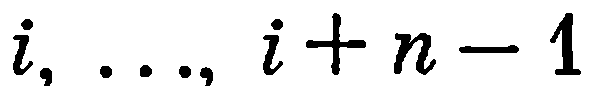 i, ..., i + n − 1